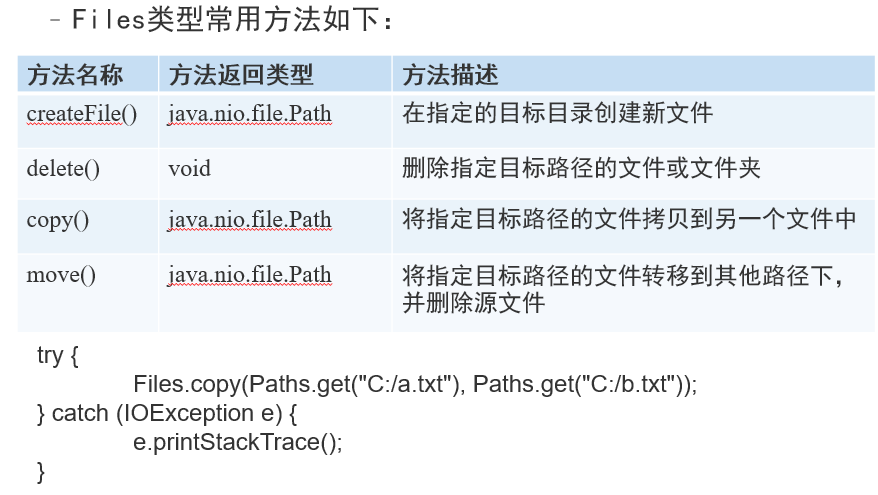 – Files类型常用方法如下：
方法名称 方法返回类型 方法描述
createFile() java.nio.file.Path 在指定的目标目录创建新文件
delete() void 删除指定目标路径的文件或文件夹
copy() java.nio.file.Path 将指定目标路径的文件拷贝到另一个文件中
move() java.nio.file.Path 将指定目标路径的文件转移到其他路径下，
并删除源文件
try {
Files.copy(Paths.get("C:/a.txt"), Paths.get("C:/b.txt"));
} catch (IOException e) {
e.printStackTrace();
}